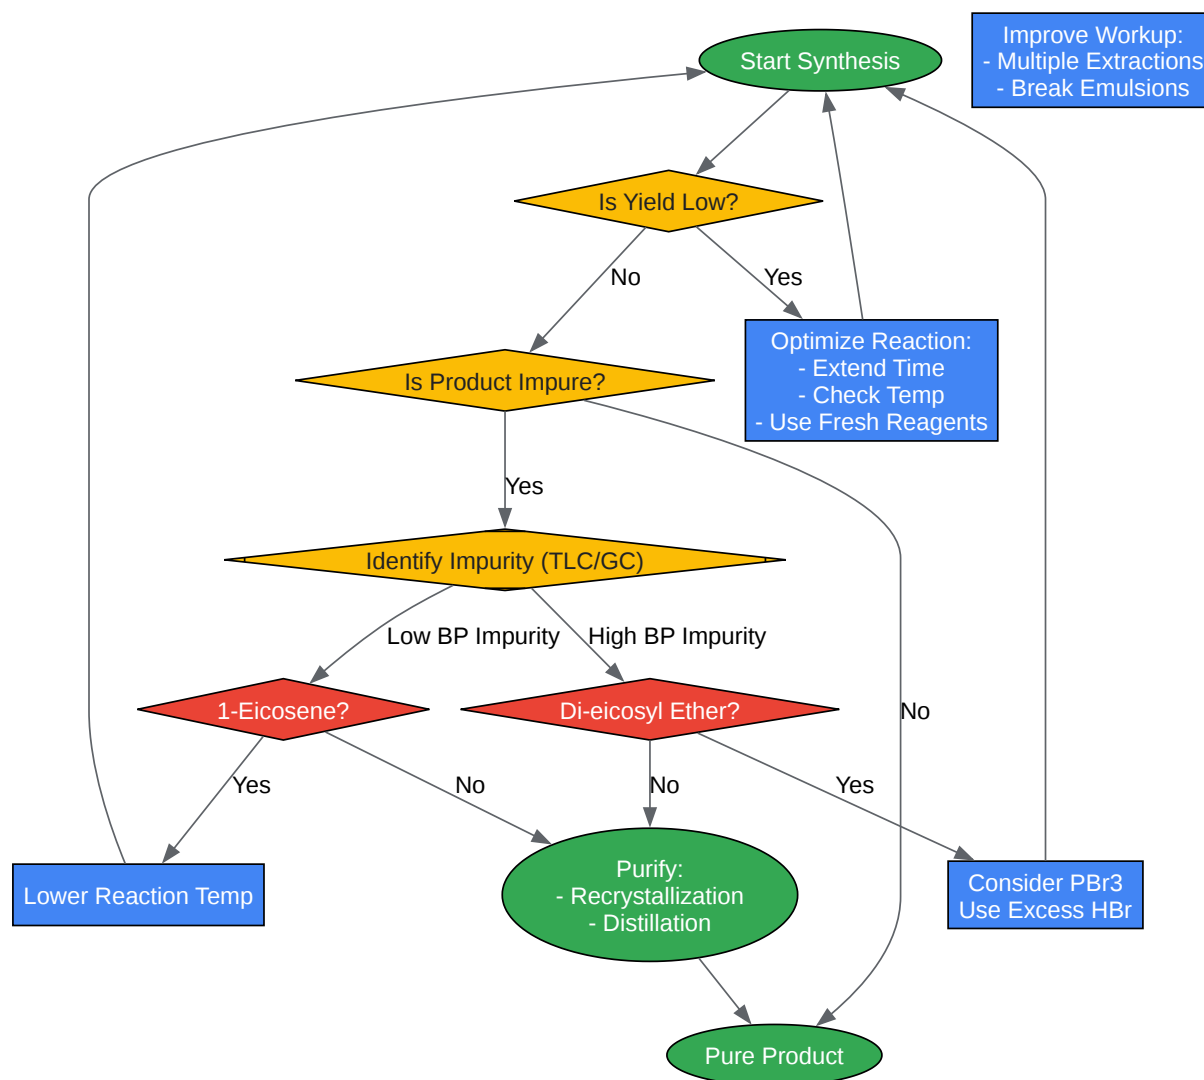 Start Synthesis
Improve Workup:
- Multiple Extractions
- Break Emulsions
Is Yield Low?
No
Yes
Optimize Reaction:
- Extend Time
- Check Temp
- Use Fresh Reagents
Is Product Impure?
Yes
Identify Impurity (TLC/GC)
Low BP Impurity
High BP Impurity
1-Eicosene?
Di-eicosyl Ether?
No
Yes
No
No
Yes
Purify:
- Recrystallization
- Distillation
Lower Reaction Temp
Consider PBr3
Use Excess HBr
Pure Product